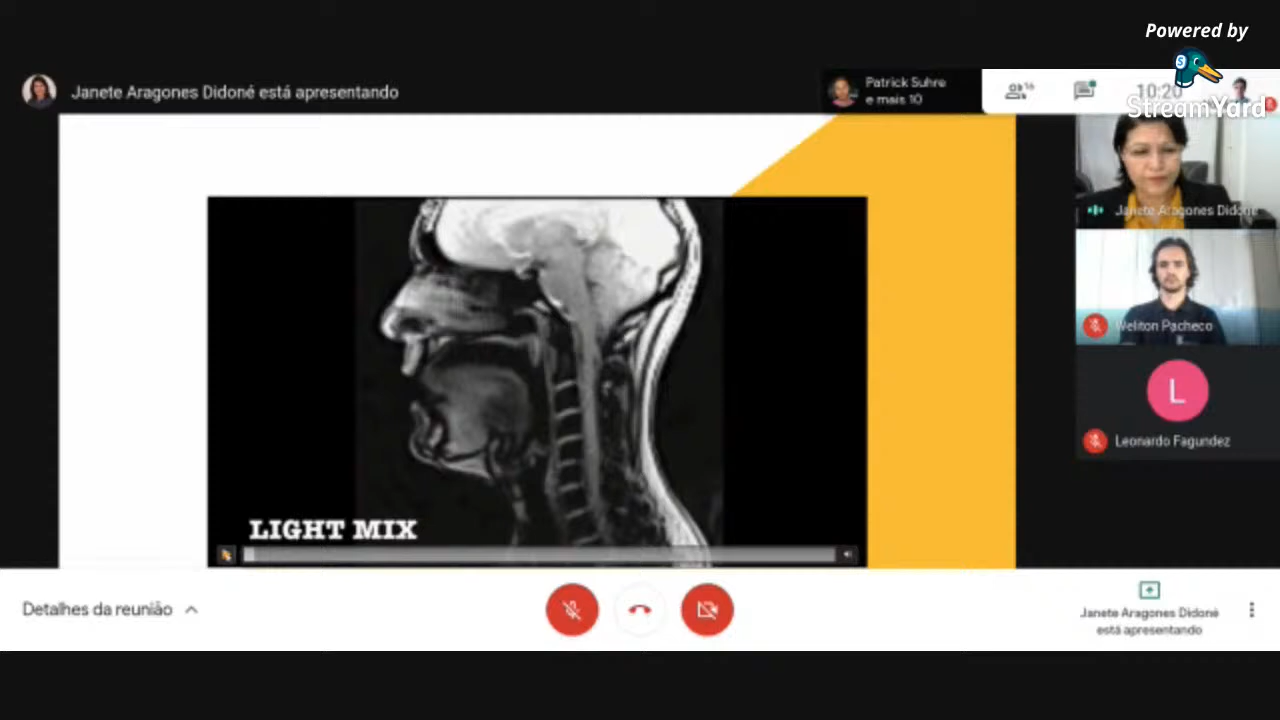 Powered by
StreamYard
Janete Aragones Didoné está apresentando
Patrick Suhre
e mais 10
16
10:20
Janete Aragones Didoné
Weliton Pacheco
L
Leonardo Fagundez
LIGHT MIX
Detalhes da reunião
Janete Aragones Didoné
está apresentando